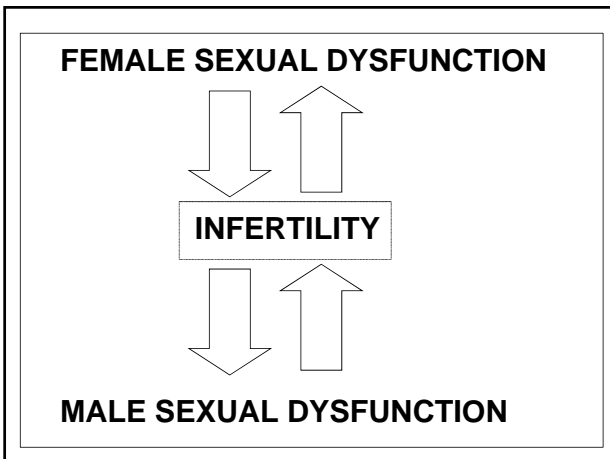 FEMALE SEXUAL DYSFUNCTION
INFERTILITY
MALE SEXUAL DYSFUNCTION